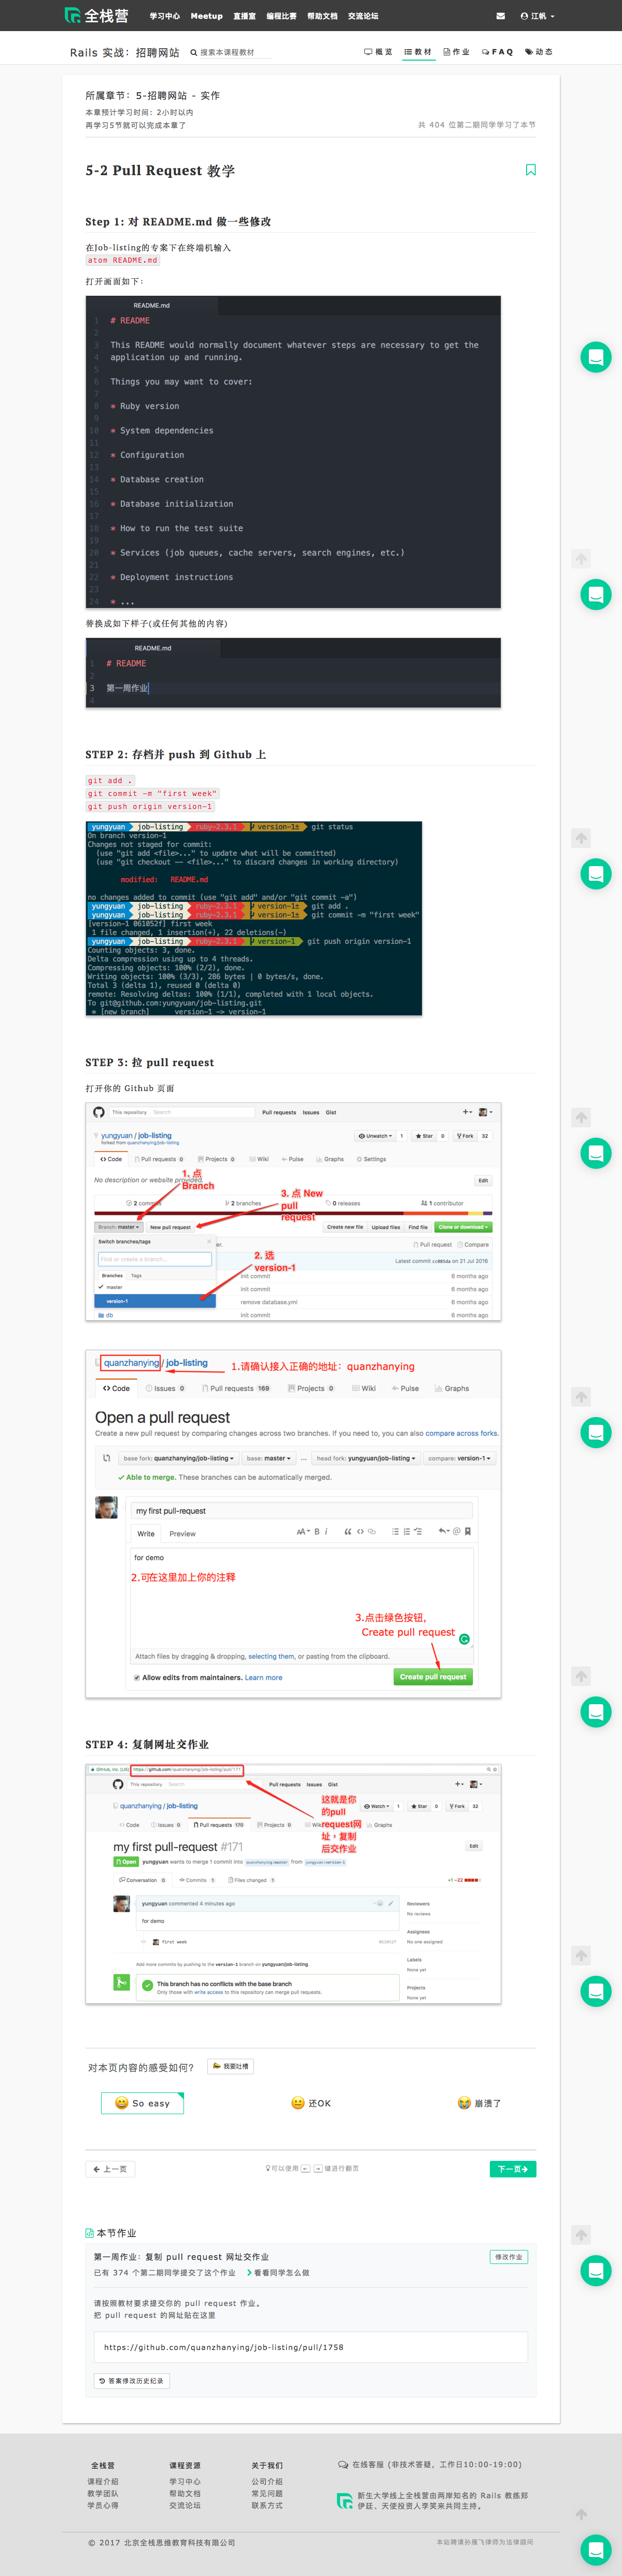 全栈营 学习中心 Meetup 直播室 编程比赛 帮助文档 交流论坛 江帆
Rails 实战：招聘网站 搜索本课程教材 概览 教材 作业 FAQ 动态
所属章节：5-招聘网站 - 实作
本章预计学习时间：2小时以内
再学习5节就可以完成本章了 共 404 位第二期同学学习了本节
5-2 Pull Request 教学
Step 1: 对 README.md 做一些修改
在Job-listing的专案下在终端机输入
atom README.md
打开画面如下：
README.md
1 # README
2
3 This README would normally document whatever steps are necessary to get the
4 application up and running.
5
6 Things you may want to cover:
7
8 * Ruby version
9
10 * System dependencies
11
12 * Configuration
13
14 * Database creation
15
16 * Database initialization
17
18 * How to run the test suite
19
20 * Services (job queues, cache servers, search engines, etc.)
21
22 * Deployment instructions
23
24 * ...
替换成如下样子(或任何其他的内容)
README.md
1 # README
2
3 第一周作业
4
STEP 2: 存档并 push 到 Github 上
git add .
git commit -m "first week"
git push origin version-1
yungyuan job-listing ruby-2.3.1 version-1± git status
On branch version-1
Changes not staged for commit:
(use "git add <file>..." to update what will be committed)
(use "git checkout -- <file>..." to discard changes in working directory)
modified: README.md
no changes added to commit (use "git add" and/or "git commit -a")
yungyuan job-listing ruby-2.3.1 version-1± git add .
yungyuan job-listing ruby-2.3.1 version-1± git commit -m "first week"
[version-1 061052f] first week
1 file changed, 1 insertion(+), 22 deletions(-)
yungyuan job-listing ruby-2.3.1 version-1 git push origin version-1
Counting objects: 3, done.
Delta compression using up to 4 threads.
Compressing objects: 100% (2/2), done.
Writing objects: 100% (3/3), 286 bytes | 0 bytes/s, done.
Total 3 (delta 1), reused 0 (delta 0)
remote: Resolving deltas: 100% (1/1), completed with 1 local objects.
To git@github.com:yungyuan/job-listing.git
* [new branch] version-1 -> version-1
STEP 3: 拉 pull request
打开你的 Github 页面
This repository Search Pull requests Issues Gist
yungyuan / job-listing Unwatch 1 Star 0 Fork 32
forked from quanzhanying/job-listing
Code Pull requests 0 Projects 0 Wiki Pulse Graphs Settings
1. 点 Branch
No description or website provided. Edit
3. 点 New pull request
2 commits 2 branches 0 releases 1 contributor
Branch: master New pull request Create new file Upload files Find file Clone or download
Switch branches/tags Pull request Compare
Find or create a branch... Latest commit on 21 Jul 2016
2. 选 version-1
Branches Tags init commit 6 months ago
master init commit 6 months ago
version-1 remove database.yml 6 months ago
db init commit 6 months ago
quanzhanying / job-listing 1.请确认接入正确的地址：quanzhanying
Code Issues 0 Pull requests 169 Projects 0 Wiki Pulse Graphs
Open a pull request
Create a new pull request by comparing changes across two branches. If you need to, you can also compare across forks.
base fork: quanzhanying/job-listing base: master ... head fork: yungyuan/job-listing compare: version-1
Able to merge. These branches can be automatically merged.
my first pull-request
Write Preview AA B i
for demo
2.可在这里加上你的注释
3.点击绿色按钮，
Create pull request
Attach files by dragging & dropping, selecting them, or pasting from the clipboard.
Allow edits from maintainers. Learn more Create pull request
STEP 4: 复制网址交作业
GitHub, Inc. [US] https://github.com/quanzhanying/job-listing/pull/171
This repository Search Pull requests Issues Gist
quanzhanying / job-listing Watch 1 Star 0 Fork 32
这就是你的pull request网址，复制后交作业
Code Issues 0 Pull requests 170 Projects 0 Wiki Graphs
my first pull-request #171 Edit
Open yungyuan wants to merge 1 commit into quanzhanying:master from yungyuan:version-1
Conversation 0 Commits 1 Files changed 1 +1 −22
yungyuan commented 4 minutes ago Reviewers
No reviews
for demo
Assignees
first week 061052f No one assigned
Labels
Add more commits by pushing to the version-1 branch on yungyuan/job-listing. None yet
This branch has no conflicts with the base branch Projects
Only those with write access to this repository can merge pull requests. None yet
对本页内容的感受如何？ 我要吐槽
So easy 还OK 崩溃了
上一页 可以使用 ← → 键进行翻页 下一页
本节作业
第一周作业：复制 pull request 网址交作业 修改作业
已有 374 个第二期同学提交了这个作业 看看同学怎么做
请按照教材要求提交你的 pull request 作业。
把 pull request 的网址贴在这里
https://github.com/quanzhanying/job-listing/pull/1758
答案修改历史纪录
全栈营 课程资源 关于我们 在线客服 (非技术答疑，工作日10:00-19:00)
课程介绍 学习中心 公司介绍
教学团队 帮助文档 常见问题 新生大学线上全栈营由两岸知名的 Rails 教练郑
学员心得 交流论坛 联系方式 伊廷、天使投资人李笑来共同主持。
© 2017 北京全栈思维教育科技有限公司 本站聘请孙雁飞律师为法律顾问